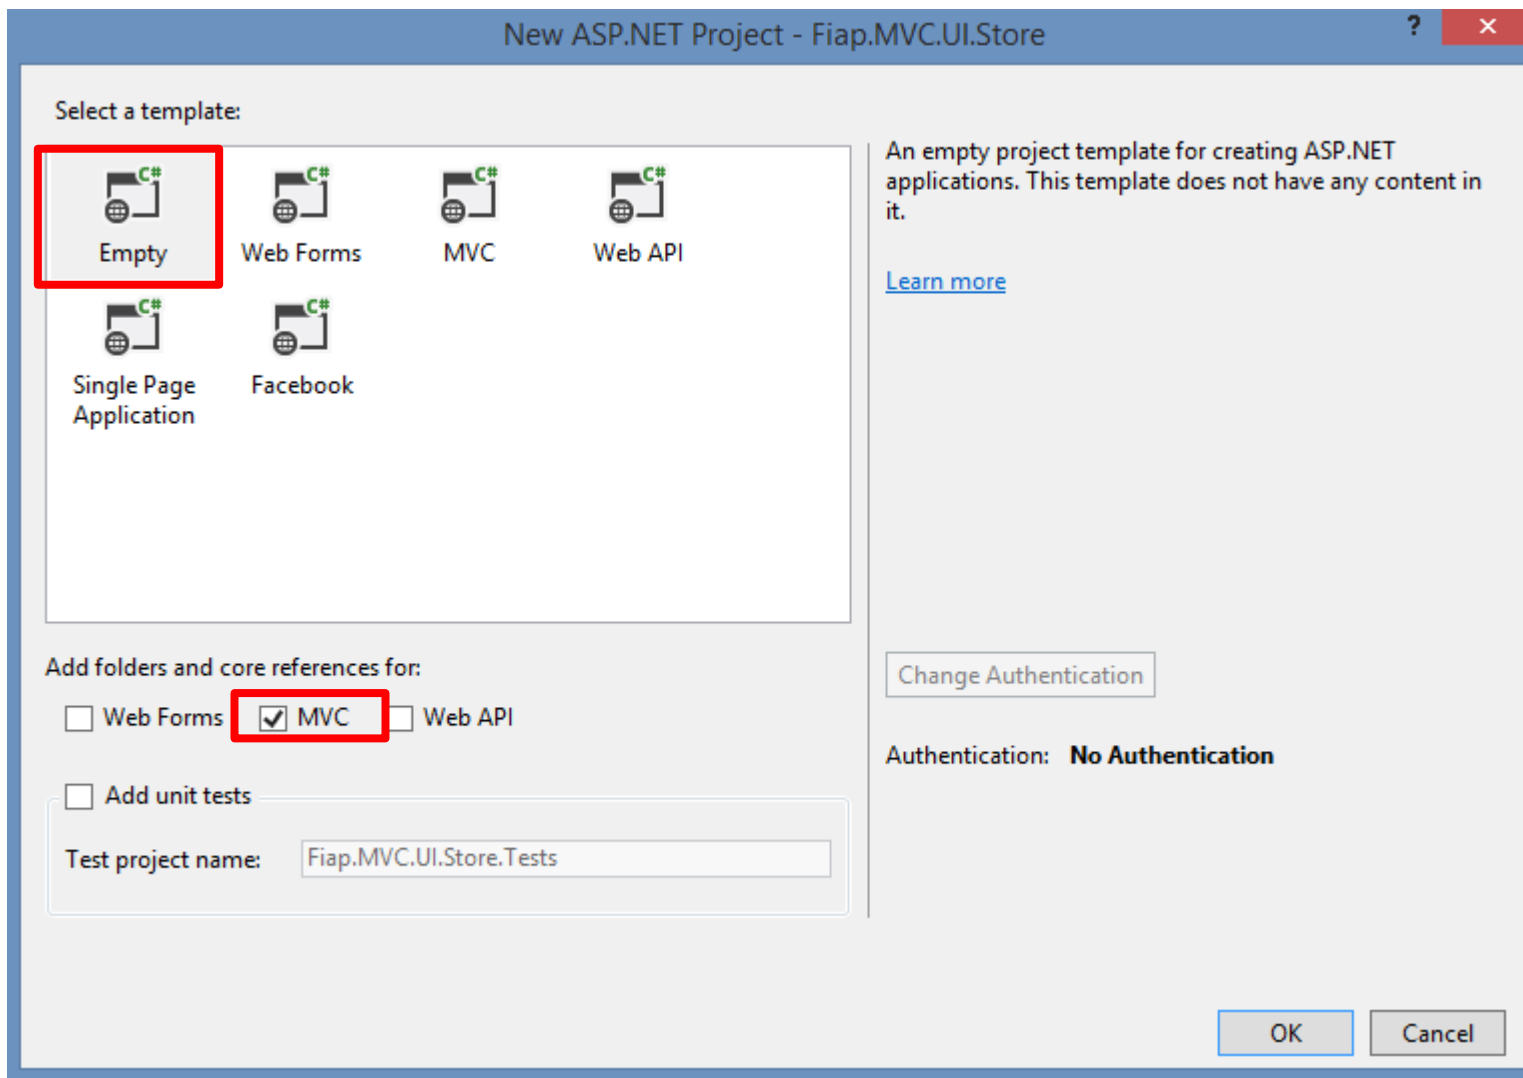 New ASP.NET Project - Fiap.MVC.UI.Store
?
Select a template:
C# C# C# C#
Empty Web Forms MVC Web API
C# C#
Single Page Facebook
Application
An empty project template for creating ASP.NET
applications. This template does not have any content in
it.
Learn more
Add folders and core references for:
Web Forms MVC Web API
Add unit tests
Test project name: Fiap.MVC.UI.Store.Tests
Change Authentication
Authentication: No Authentication
OK Cancel